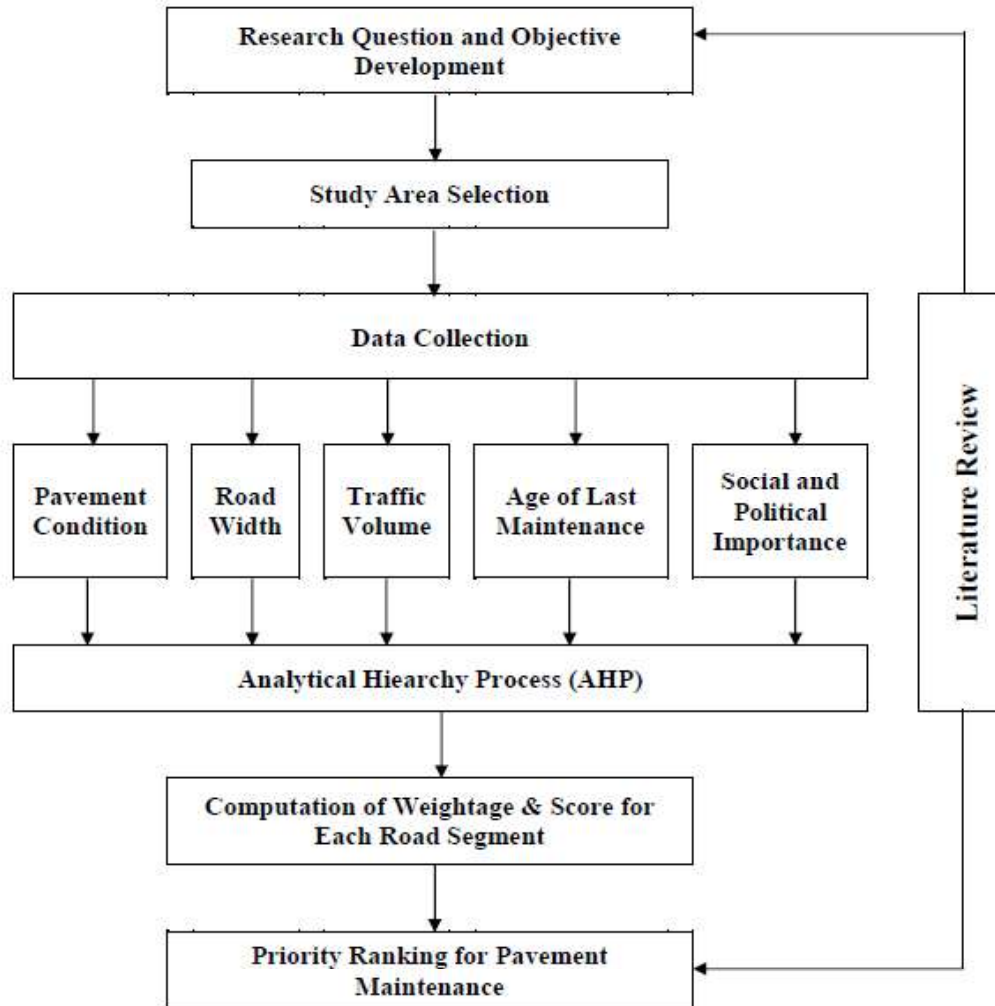 Research Question and Objective
Development
Study Area Selection
Data Collection
Pavement
Condition
Road
Width
Traffic
Volume
Age of Last
Maintenance
Social and
Political
Importance
Literature Review
Analytical Hiearchy Process (AHP)
Computation of Weightage & Score for
Each Road Segment
Priority Ranking for Pavement
Maintenance